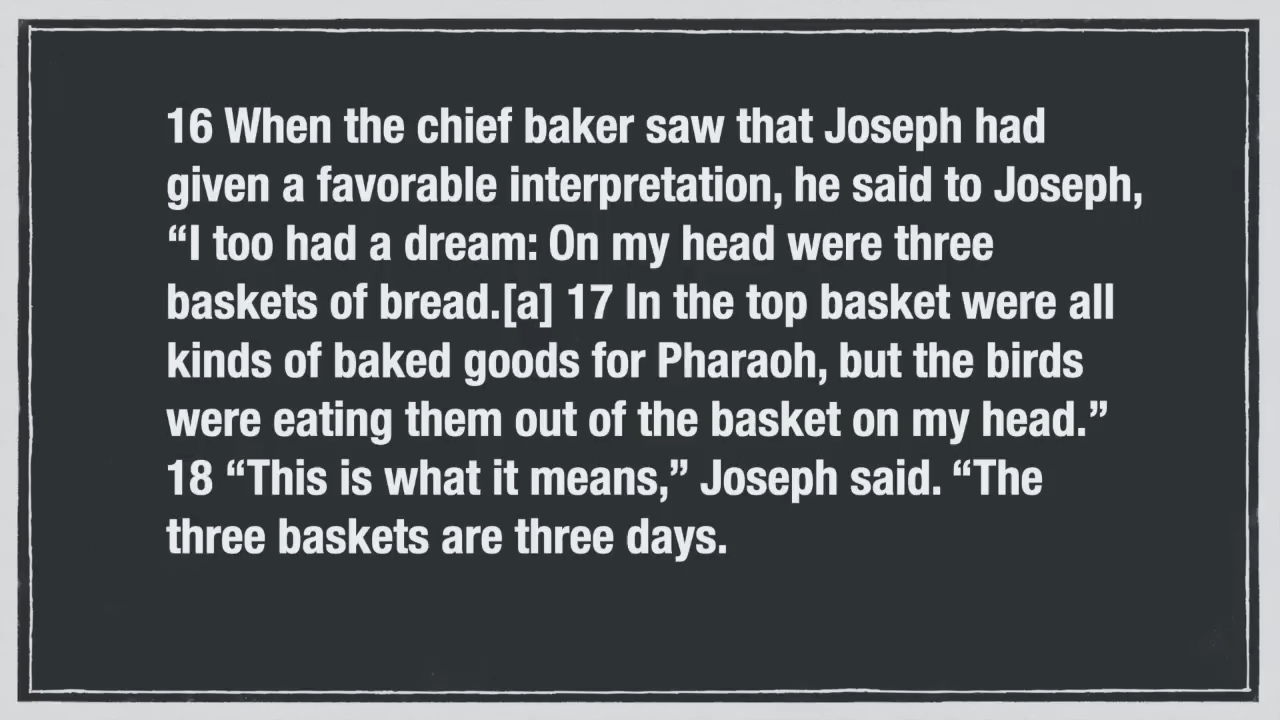 16 When the chief baker saw that Joseph had
given a favorable interpretation, he said to Joseph,
“I too had a dream: On my head were three
baskets of bread.[a] 17 In the top basket were all
kinds of baked goods for Pharaoh, but the birds
were eating them out of the basket on my head.”
18 “This is what it means,” Joseph said. “The
three baskets are three days.